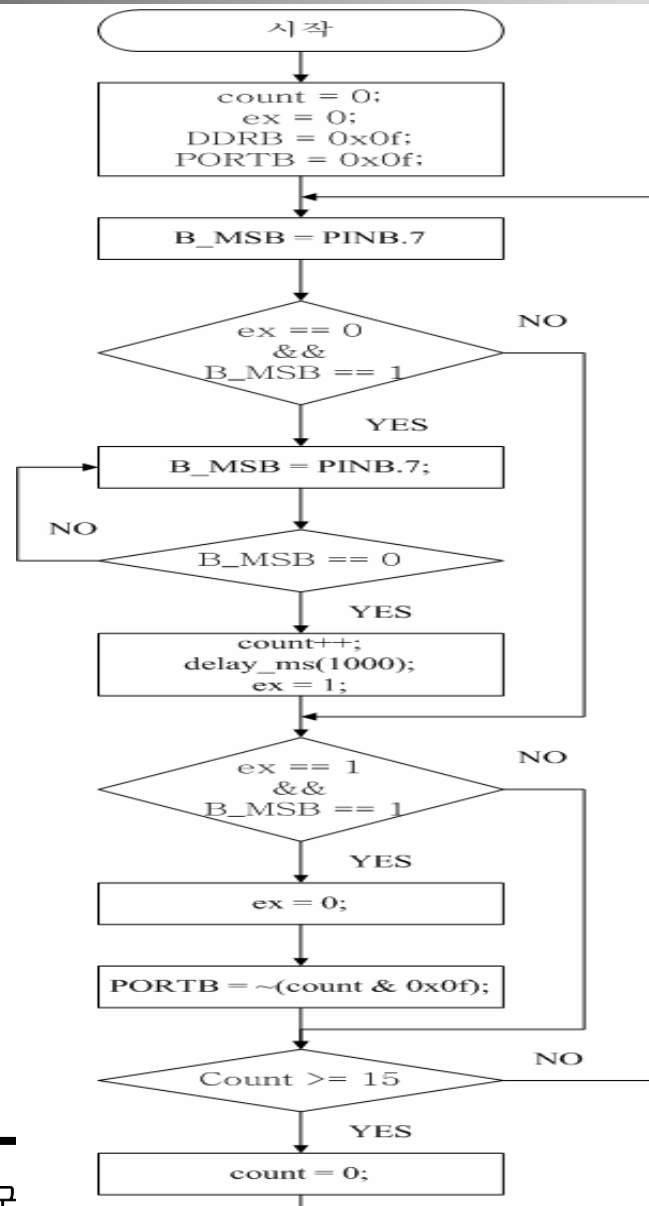 시작
count = 0;
ex = 0;
DDRB = 0x0f;
PORTB = 0x0f;
B_MSB = PINB.7
ex == 0
&&
B_MSB == 1
NO
YES
B_MSB = PINB.7;
NO
B_MSB == 0
YES
count++;
delay_ms(1000);
ex = 1;
ex == 1
&&
B_MSB == 1
NO
YES
ex = 0;
PORTB = ~(count & 0x0f);
Count >= 15
NO
YES
count = 0;